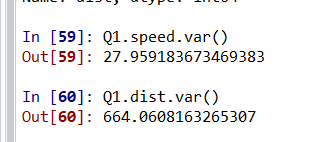 Name: dist, dtype: int64
In [59]: Q1.speed.var()
Out[59]: 27.959183673469383
In [60]: Q1.dist.var()
Out[60]: 664.0608163265307